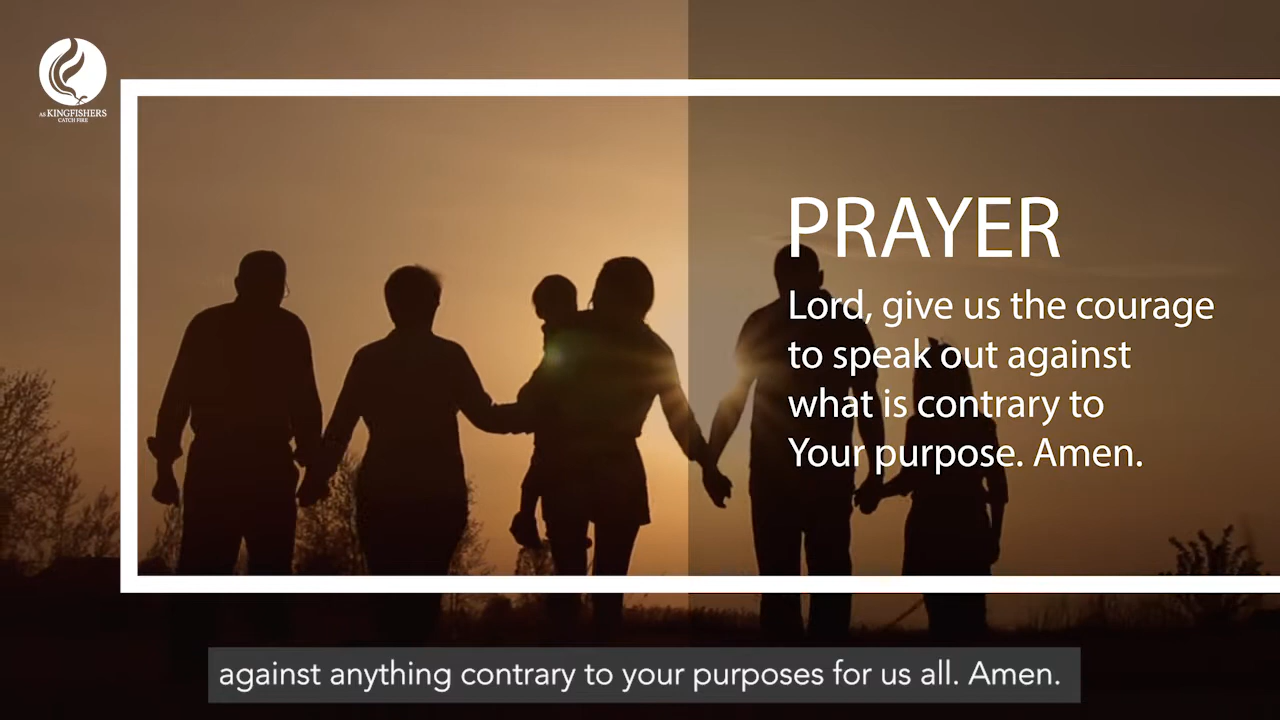 AS KINGFISHERS
CATCH FIRE
PRAYER
Lord, give us the courage
to speak out against
what is contrary to
Your purpose. Amen.
against anything contrary to your purposes for us all. Amen.